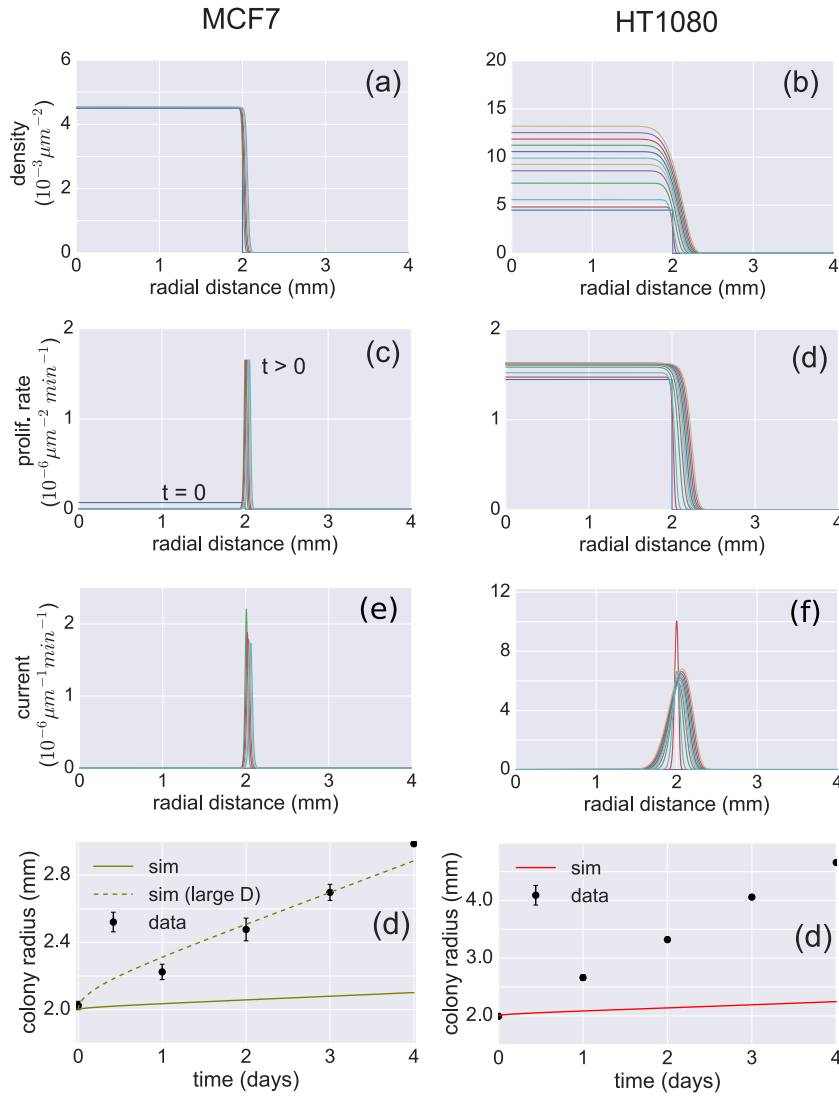 MCF7
HT1080
(a)
6
4
2
0
density
(10⁻³μm⁻²)
0 1 2 3 4
radial distance (mm)
(b)
20
15
10
5
0
0 1 2 3 4
radial distance (mm)
(c)
2
1
0
prolif. rate
(10⁻⁶μm⁻² min⁻¹)
t > 0
t = 0
0 1 2 3 4
radial distance (mm)
(d)
2
1
0
0 1 2 3 4
radial distance (mm)
(e)
2
1
0
current
(10⁻⁶μm⁻¹min⁻¹)
0 1 2 3 4
radial distance (mm)
(f)
12
8
6
4
0
0 1 2 3 4
radial distance (mm)
sim
sim (large D)
data
(d)
2.8
2.4
2.0
colony radius (mm)
0 1 2 3 4
time (days)
sim
data
(d)
4.0
3.0
2.0
colony radius (mm)
0 1 2 3 4
time (days)